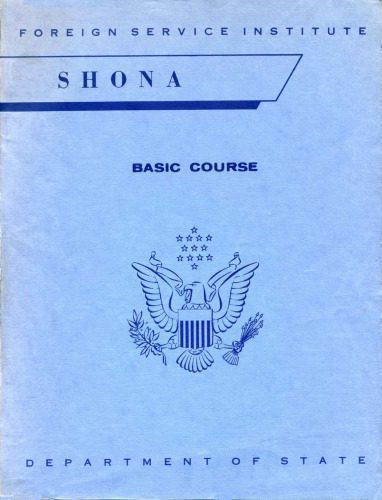 FOREIGN SERVICE INSTITUTE
SHONA
BASIC COURSE
DEPARTMENT OF STATE